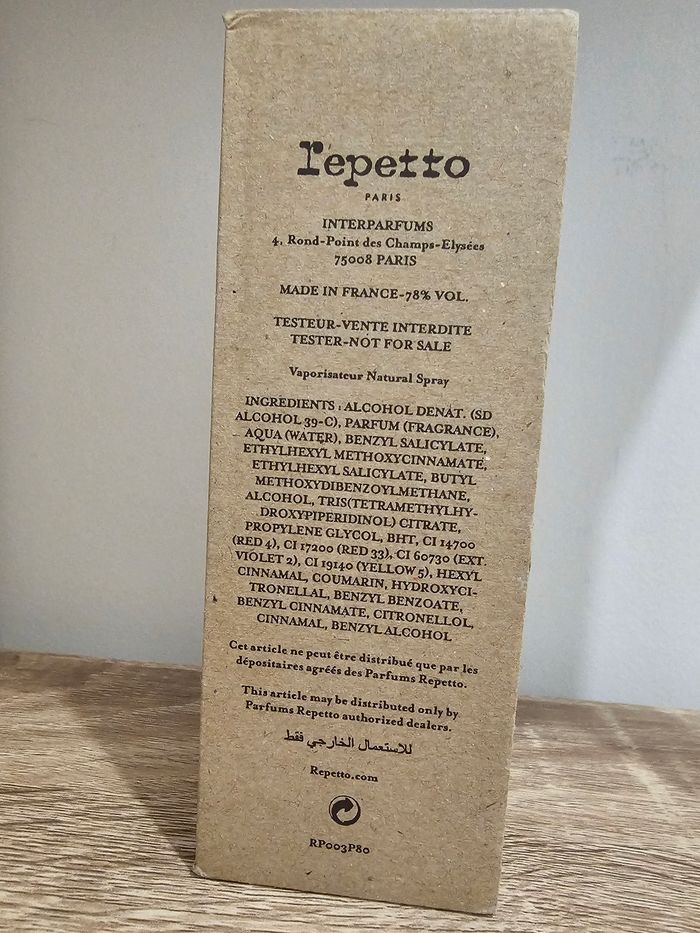 repetto
PARIS
INTERPARFUMS
4, Rond-Point des Champs-Elysées
75008 PARIS
MADE IN FRANCE-78% VOL.
TESTEUR-VENTE INTERDITE
TESTER-NOT FOR SALE
Vaporisateur Natural Spray
INGREDIENTS : ALCOHOL DENAT. (SD
ALCOHOL 39-C), PARFUM (FRAGRANCE),
AQUA (WATER), BENZYL SALICYLATE,
ETHYLHEXYL METHOXYCINNAMATE,
ETHYLHEXYL SALICYLATE, BUTYL
METHOXYDIBENZOYLMETHANE,
ALCOHOL, TRIS(TETRAMETHYLHY-
DROXYPIPERIDINOL) CITRATE,
PROPYLENE GLYCOL, BHT, CI 14700
(RED 4), CI 17200 (RED 33), CI 60730 (EXT.
VIOLET 2), CI 19140 (YELLOW 5), HEXYL
CINNAMAL, COUMARIN, HYDROXYCI-
TRONELLAL, BENZYL BENZOATE,
BENZYL CINNAMATE, CITRONELLOL,
CINNAMAL, BENZYL ALCOHOL
Cet article ne peut être distribué que par les
dépositaires agréés des Parfums Repetto.
This article may be distributed only by
Parfums Repetto authorized dealers.
للاستعمال الخارجي فقط
Repetto.com
RP003P80